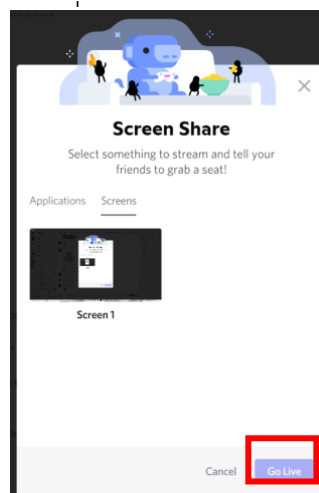 Screen Share
Select something to stream and tell your
friends to grab a seat!
Applications Screens
Screen 1
Cancel Go Live